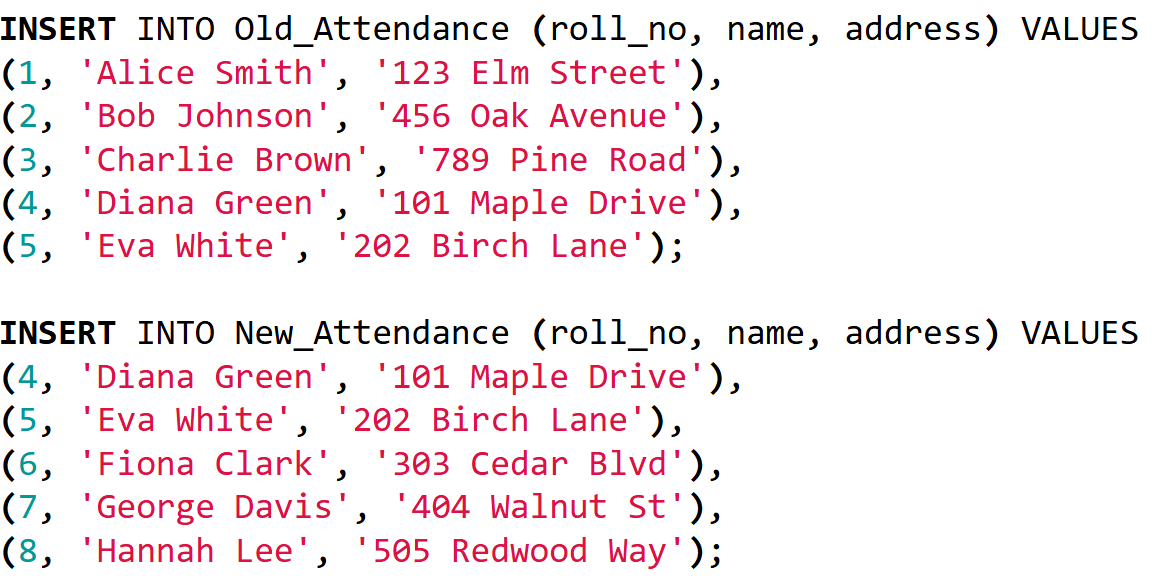 INSERT INTO Old_Attendance (roll_no, name, address) VALUES
(1, 'Alice Smith', '123 Elm Street'),
(2, 'Bob Johnson', '456 Oak Avenue'),
(3, 'Charlie Brown', '789 Pine Road'),
(4, 'Diana Green', '101 Maple Drive'),
(5, 'Eva White', '202 Birch Lane');
INSERT INTO New_Attendance (roll_no, name, address) VALUES
(4, 'Diana Green', '101 Maple Drive'),
(5, 'Eva White', '202 Birch Lane'),
(6, 'Fiona Clark', '303 Cedar Blvd'),
(7, 'George Davis', '404 Walnut St'),
(8, 'Hannah Lee', '505 Redwood Way');